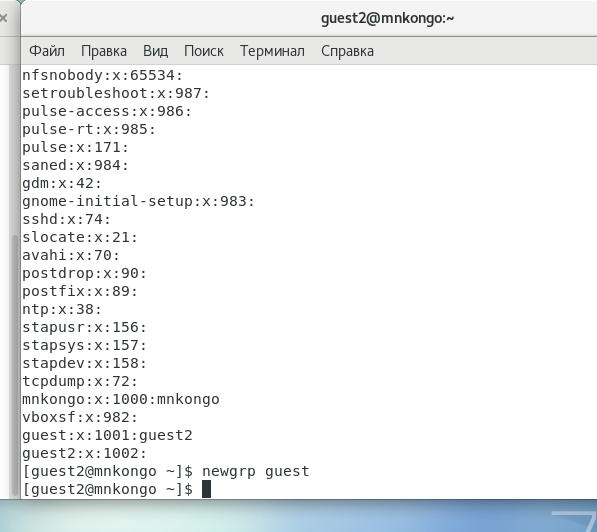 guest2@mnkongo:~
Файл Правка Вид Поиск Терминал Справка
nfsnobody:x:65534:
setroubleshoot:x:987:
pulse-access:x:986:
pulse-rt:x:985:
pulse:x:171:
saned:x:984:
gdm:x:42:
gnome-initial-setup:x:983:
sshd:x:74:
slocate:x:21:
avahi:x:70:
postdrop:x:90:
postfix:x:89:
ntp:x:38:
stapusr:x:156:
stapsys:x:157:
stapdev:x:158:
tcpdump:x:72:
mnkongo:x:1000:mnkongo
vboxsf:x:982:
guest:x:1001:guest2
guest2:x:1002:
[guest2@mnkongo ~]$ newgrp guest
[guest2@mnkongo ~]$